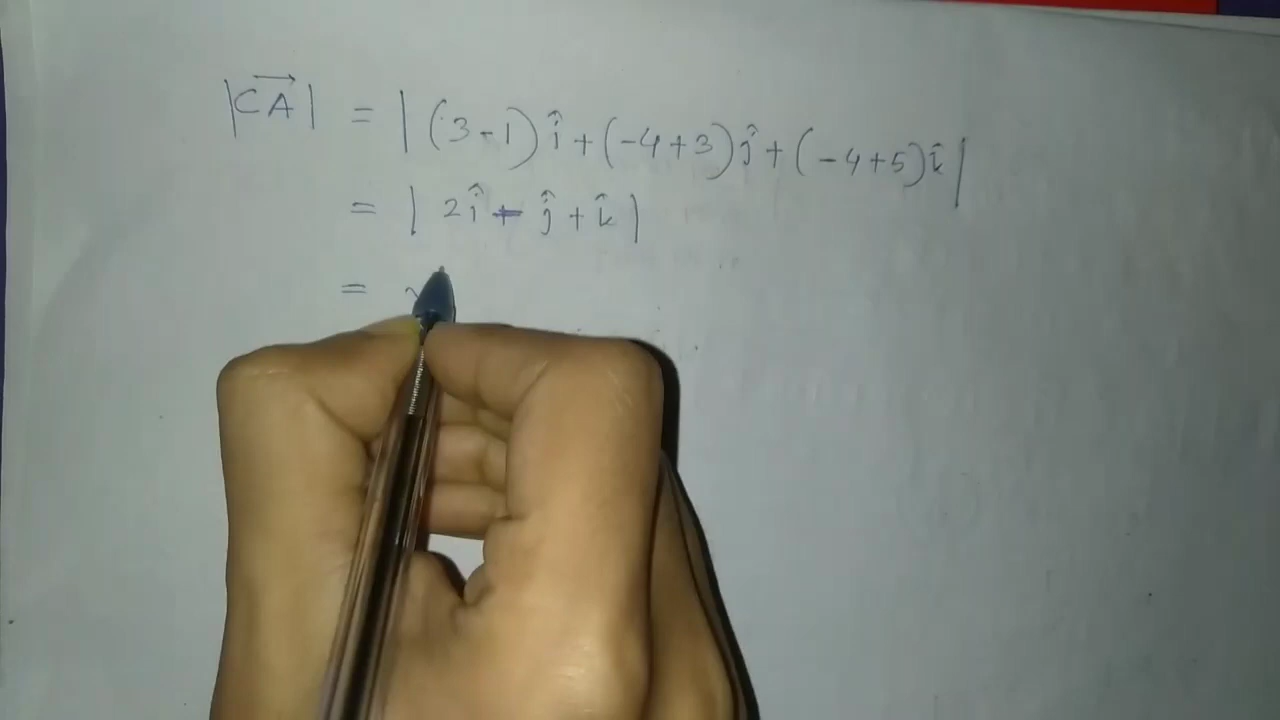 |CA⃗| = |(3-1)î+(-4+3)ĵ+(-4+5)k̂|
= |2î-ĵ+k̂|
=